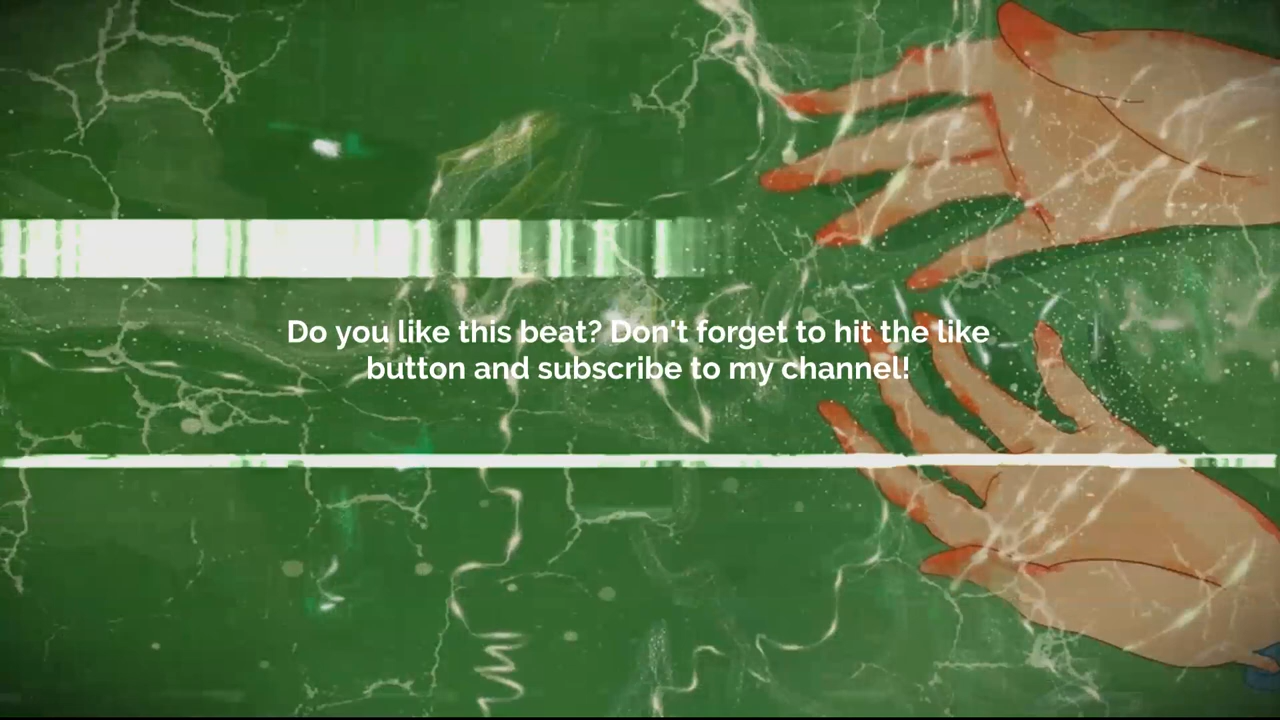 Do you like this beat? Don't forget to hit the like
button and subscribe to my channel!